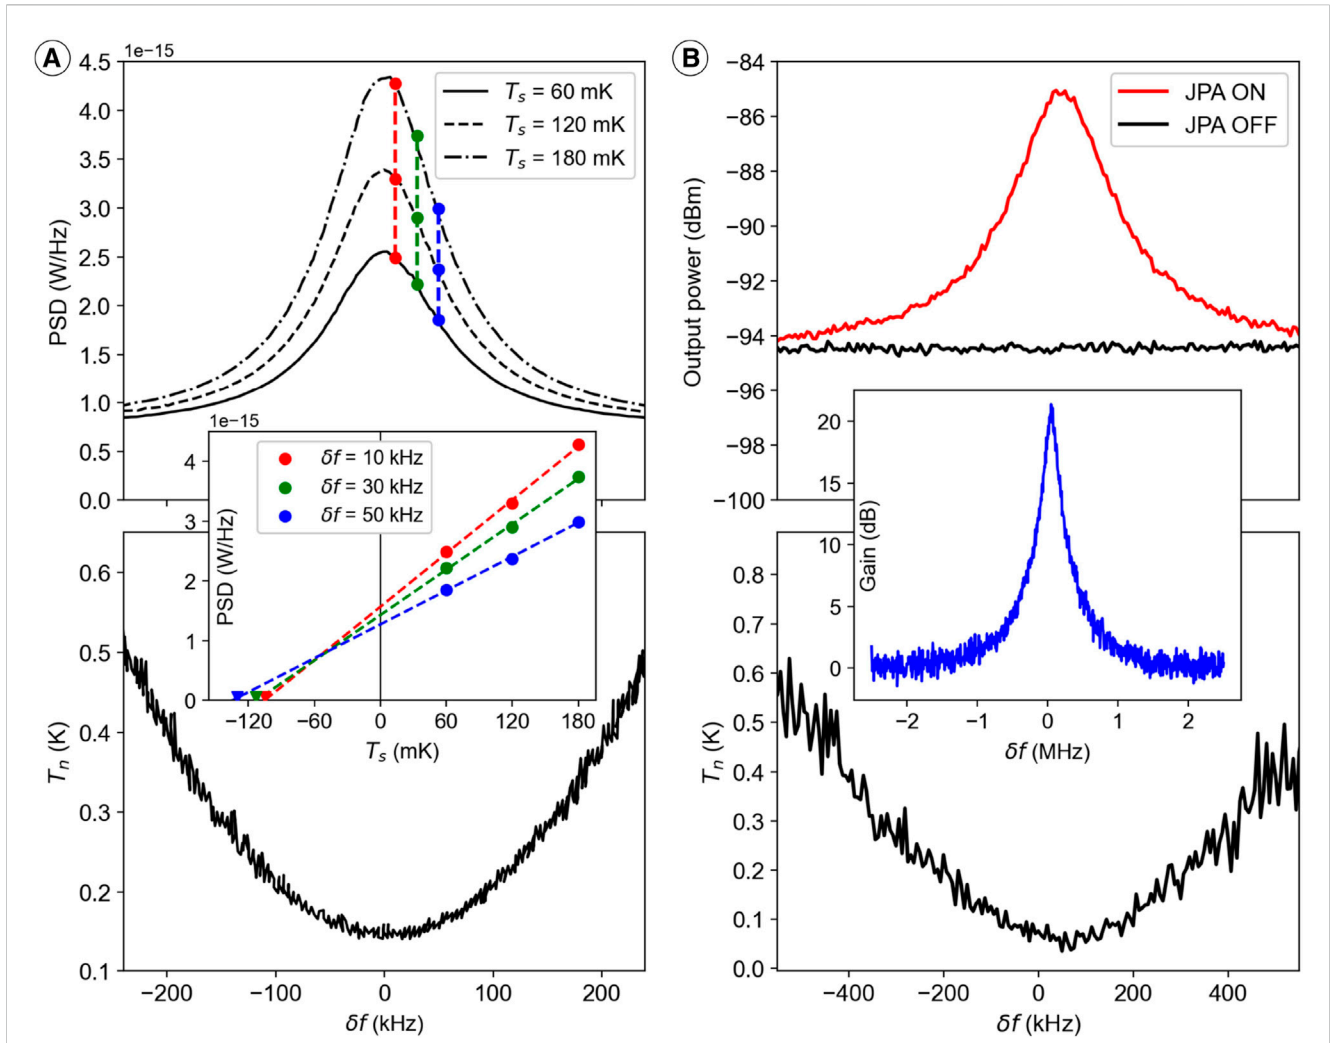 A
1e−15
4.5
4.0
3.5
3.0
2.5
2.0
1.5
1.0
0.5
0.0
PSD (W/Hz)
Ts = 60 mK
Ts = 120 mK
Ts = 180 mK
1e−15
4
3
2
1
0
PSD (W/Hz)
δf = 10 kHz
δf = 30 kHz
δf = 50 kHz
−120 −60 0 60 120 180
Ts (mK)
0.6
0.5
0.4
0.3
0.2
0.1
Tn (K)
−200 −100 0 100 200
δf (kHz)
B
−84
−86
−88
−90
−92
−94
−96
−98
−100
Output power (dBm)
JPA ON
JPA OFF
20
15
10
5
0
Gain (dB)
−2 −1 0 1 2
δf (MHz)
0.8
0.7
0.6
0.5
0.4
0.3
0.2
0.1
0.0
Tn (K)
−400 −200 0 200 400
δf (kHz)